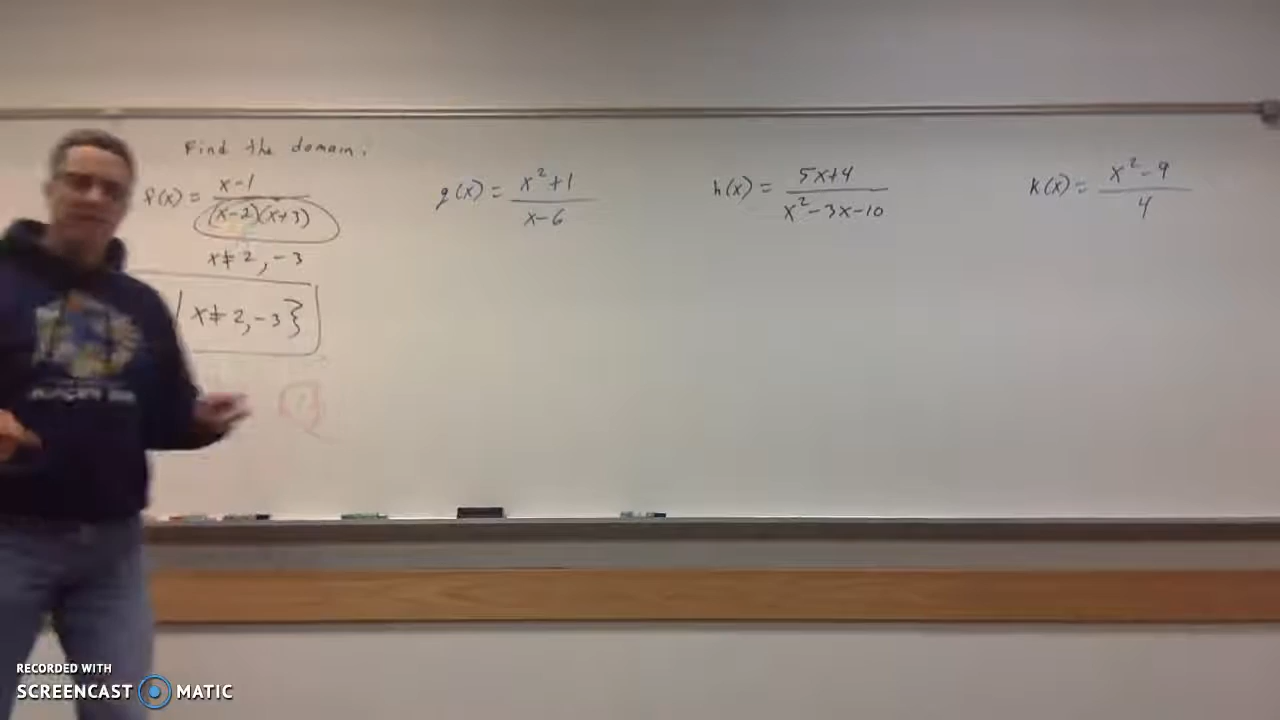 Find the domain:
f(x) = x-1 / (x-2)(x+3)
x≠2, -3
| x≠2, -3}
g(x) = x²+1 / x-6
h(x) = 5x+4 / x²-3x-10
k(x) = x²-9 / 4
RECORDED WITH
SCREENCAST MATIC